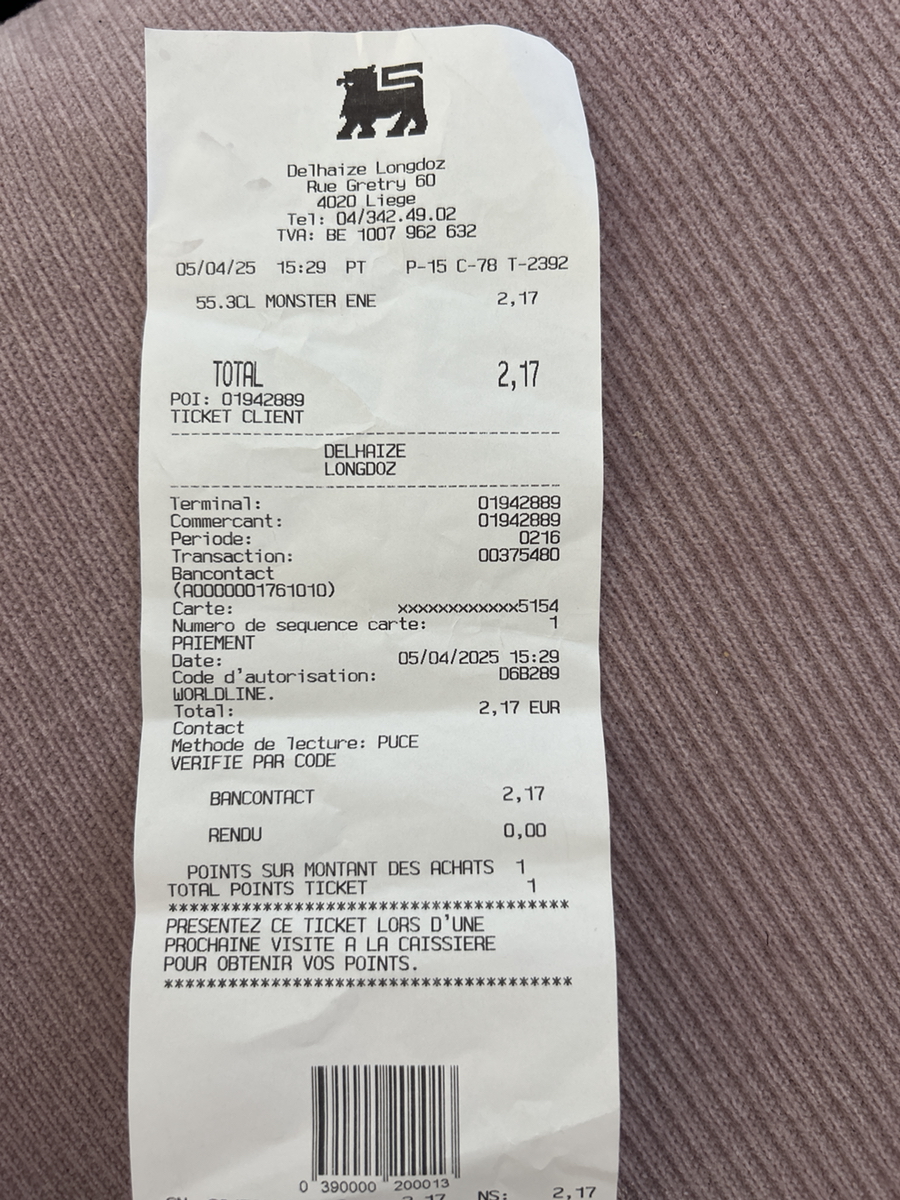 Delhaize Longdoz
Rue Gretry 60
4020 Liege
Tel: 04/342.49.02
TVA: BE 1007 962 632
05/04/25 15:29 PT P-15 C-78 T-2392
55.3CL MONSTER ENE 2,17
TOTAL 2,17
POI: 01942889
TICKET CLIENT
DELHAIZE
LONGDOZ
Terminal: 01942889
Commercant: 01942889
Periode: 0216
Transaction: 00375480
Bancontact
(A0000001761010)
Carte: xxxxxxxxxxxxx5154
Numero de sequence carte: 1
PAIEMENT
Date: 05/04/2025 15:29
Code d'autorisation: D6B289
WORLDLINE.
Total: 2,17 EUR
Contact
Methode de lecture: PUCE
VERIFIE PAR CODE
BANCONTACT 2,17
RENDU 0,00
POINTS SUR MONTANT DES ACHATS 1
TOTAL POINTS TICKET 1
***************************************
PRESENTEZ CE TICKET LORS D'UNE
PROCHAINE VISITE A LA CAISSIERE
POUR OBTENIR VOS POINTS.
***************************************
0 390000 200013
2,17 NS: 2,17